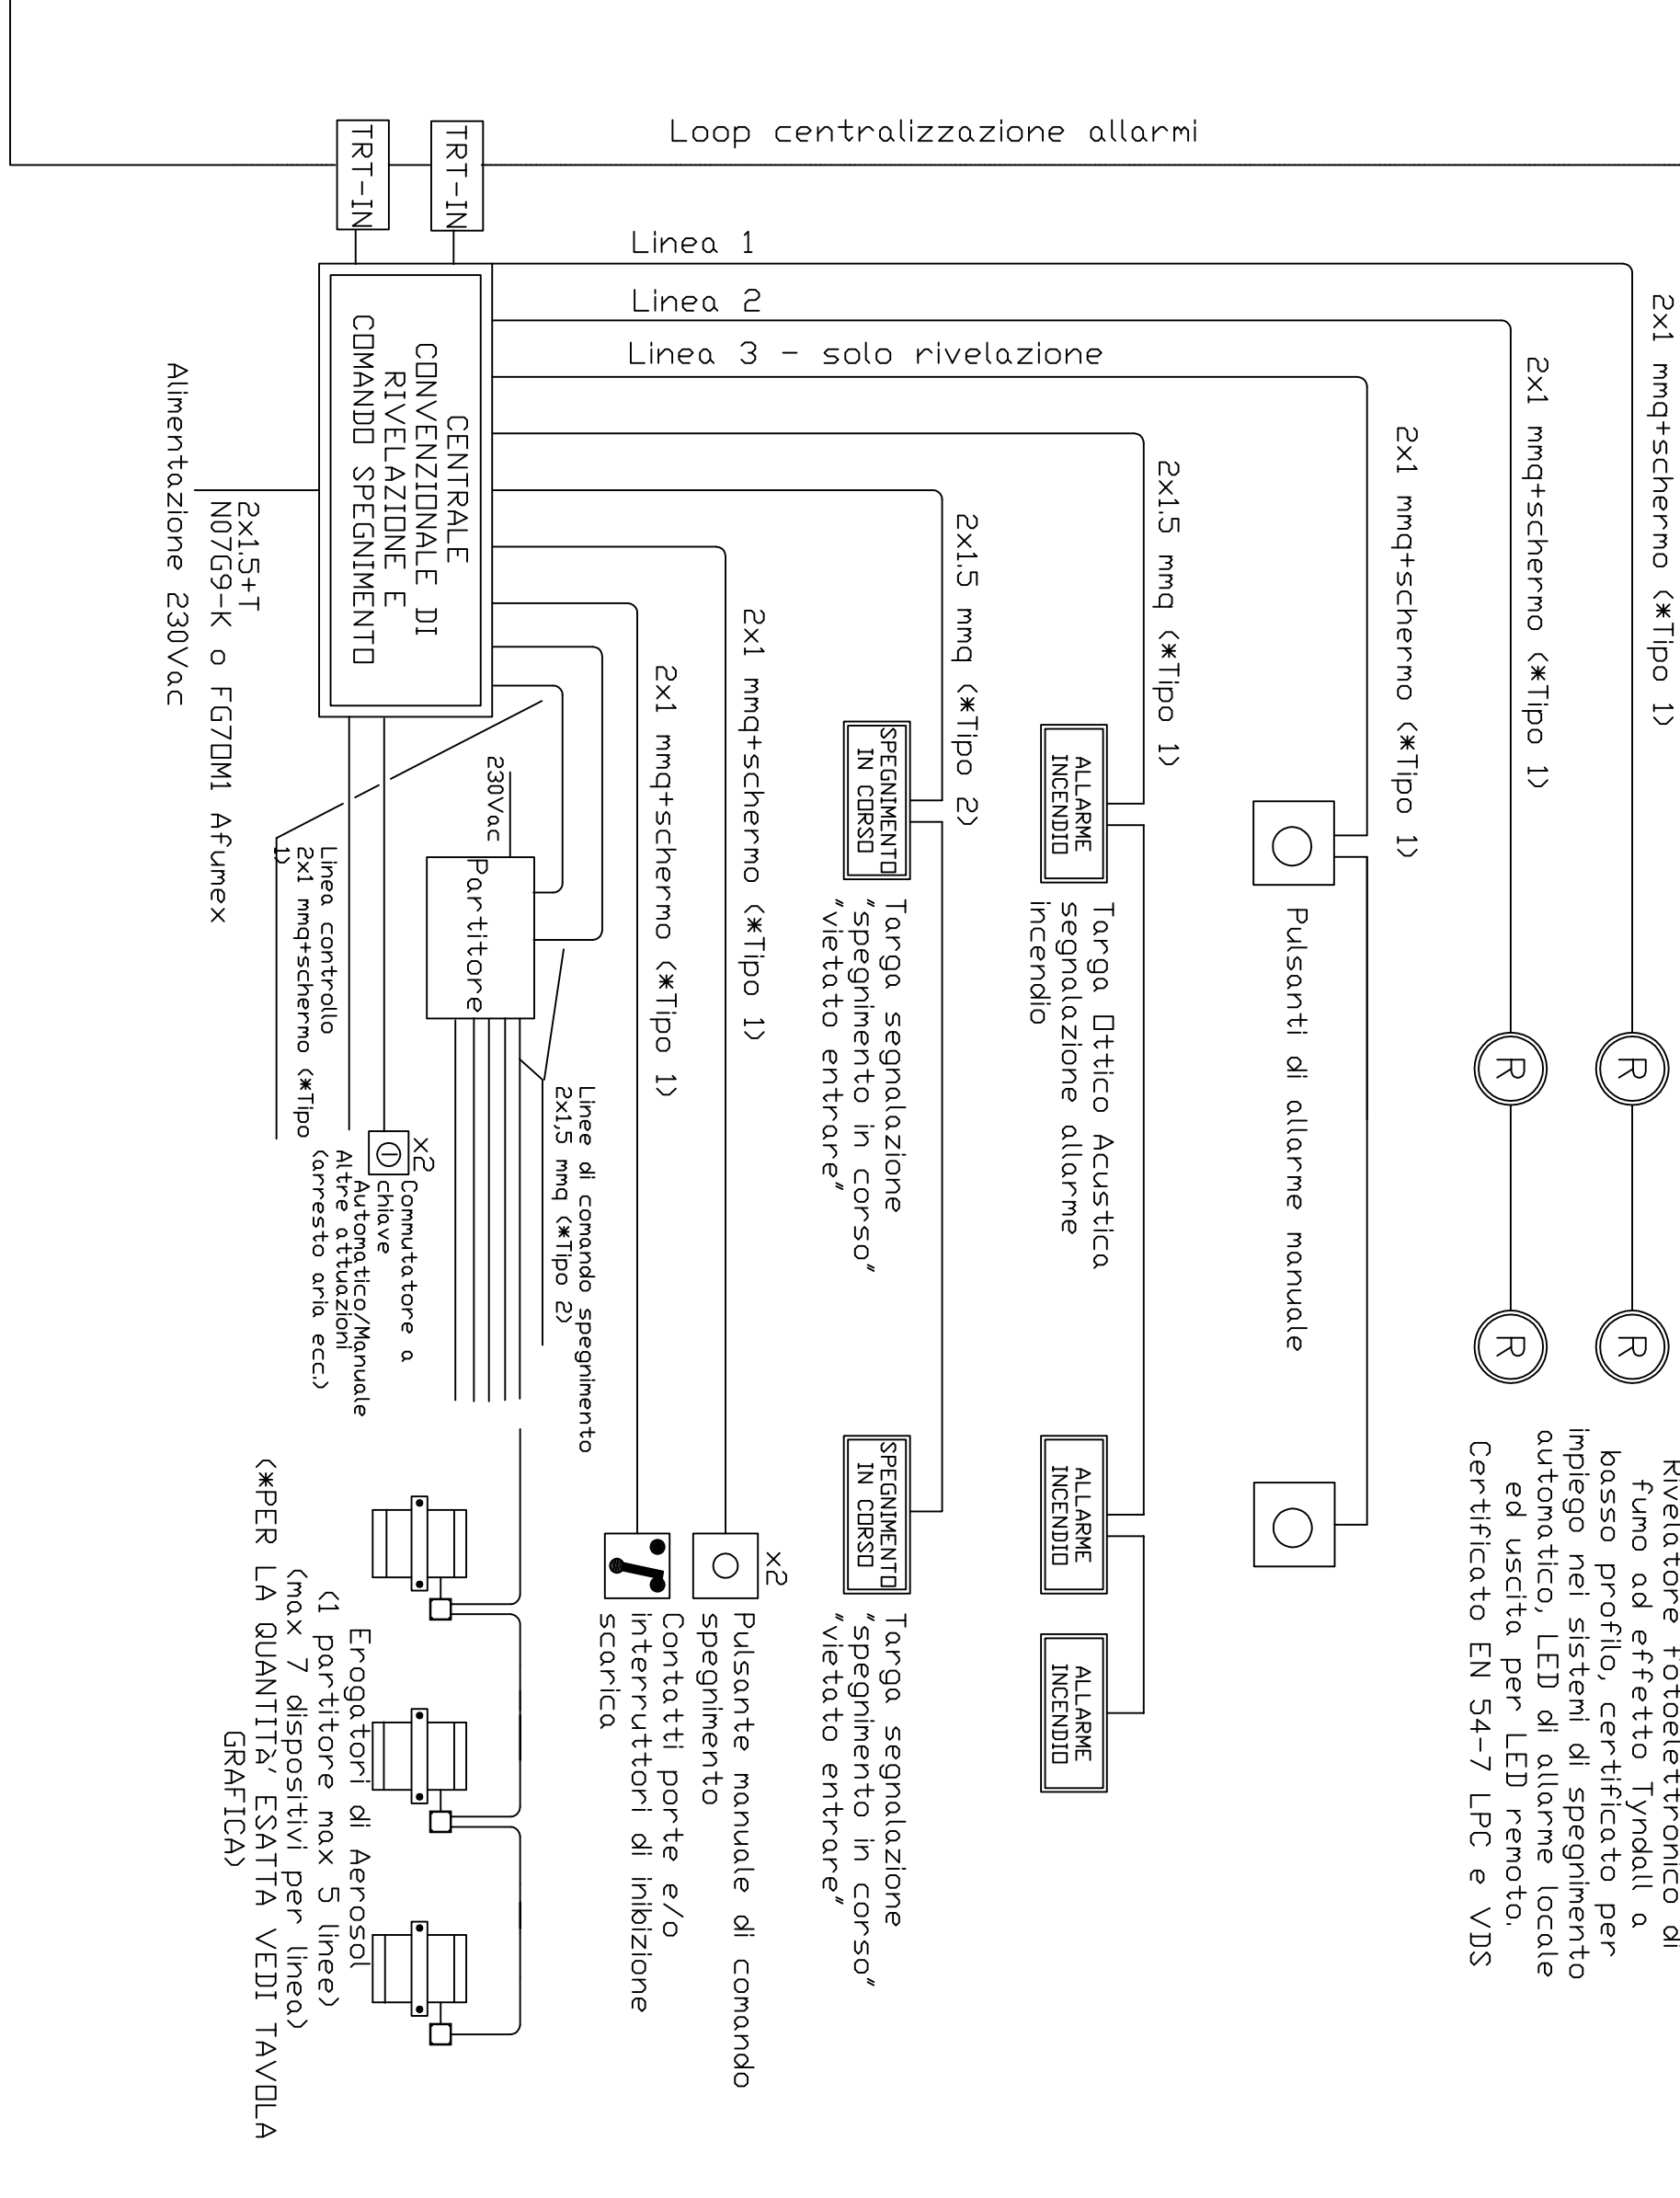 Loop centralizzazione allarmi
TRT-IN
TRT-IN
Linea 1
Linea 2
Linea 3 - solo rivelazione
CENTRALE
CONVENZIONALE DI
RIVELAZIONE E
COMANDO SPEGNIMENTO
Alimentazione 230Vac
2x1,5+T
N07G9-K o FG7OM1 Afumex
2x1 mmq+schermo (*Tipo 1)
2x1 mmq+schermo (*Tipo 1)
2x1 mmq+schermo (*Tipo 1)
2x1,5 mmq (*Tipo 1)
2x1,5 mmq (*Tipo 2)
2x1 mmq+schermo (*Tipo 1)
2x1 mmq+schermo (*Tipo 1)
R
R
R
R
Rivelatore fotoelettronico di
fumo ad effetto Tyndall a
basso profilo, certificato per
impiego nei sistemi di spegnimento
automatico, LED di allarme locale
ed uscita per LED remoto.
Certificato EN 54-7 LPC e VDS
Pulsanti di allarme manuale
ALLARME
INCENDIO
Targa Ottico Acustica
segnalazione allarme
incendio
ALLARME
INCENDIO
ALLARME
INCENDIO
SPEGNIMENTO
IN CORSO
Targa segnalazione
"spegnimento in corso"
"vietato entrare"
SPEGNIMENTO
IN CORSO
Targa segnalazione
"spegnimento in corso"
"vietato entrare"
x2
Pulsante manuale di comando
spegnimento
Contatti porte e/o
interruttori di inibizione
scarica
230Vac
Partitore
Linee di comando spegnimento
2x1,5 mmq (*Tipo 2)
x2
Commutatore a
chiave
Automatico/Manuale
Altre attuazioni
(arresto aria ecc.)
Linea controllo
2x1 mmq+schermo (*Tipo
1)
Erogatori di Aerosol
(1 partitore max 5 linee)
(max 7 dispositivi per linea)
(*PER LA QUANTITÀ' ESATTA VEDI TAVOLA
GRAFICA)